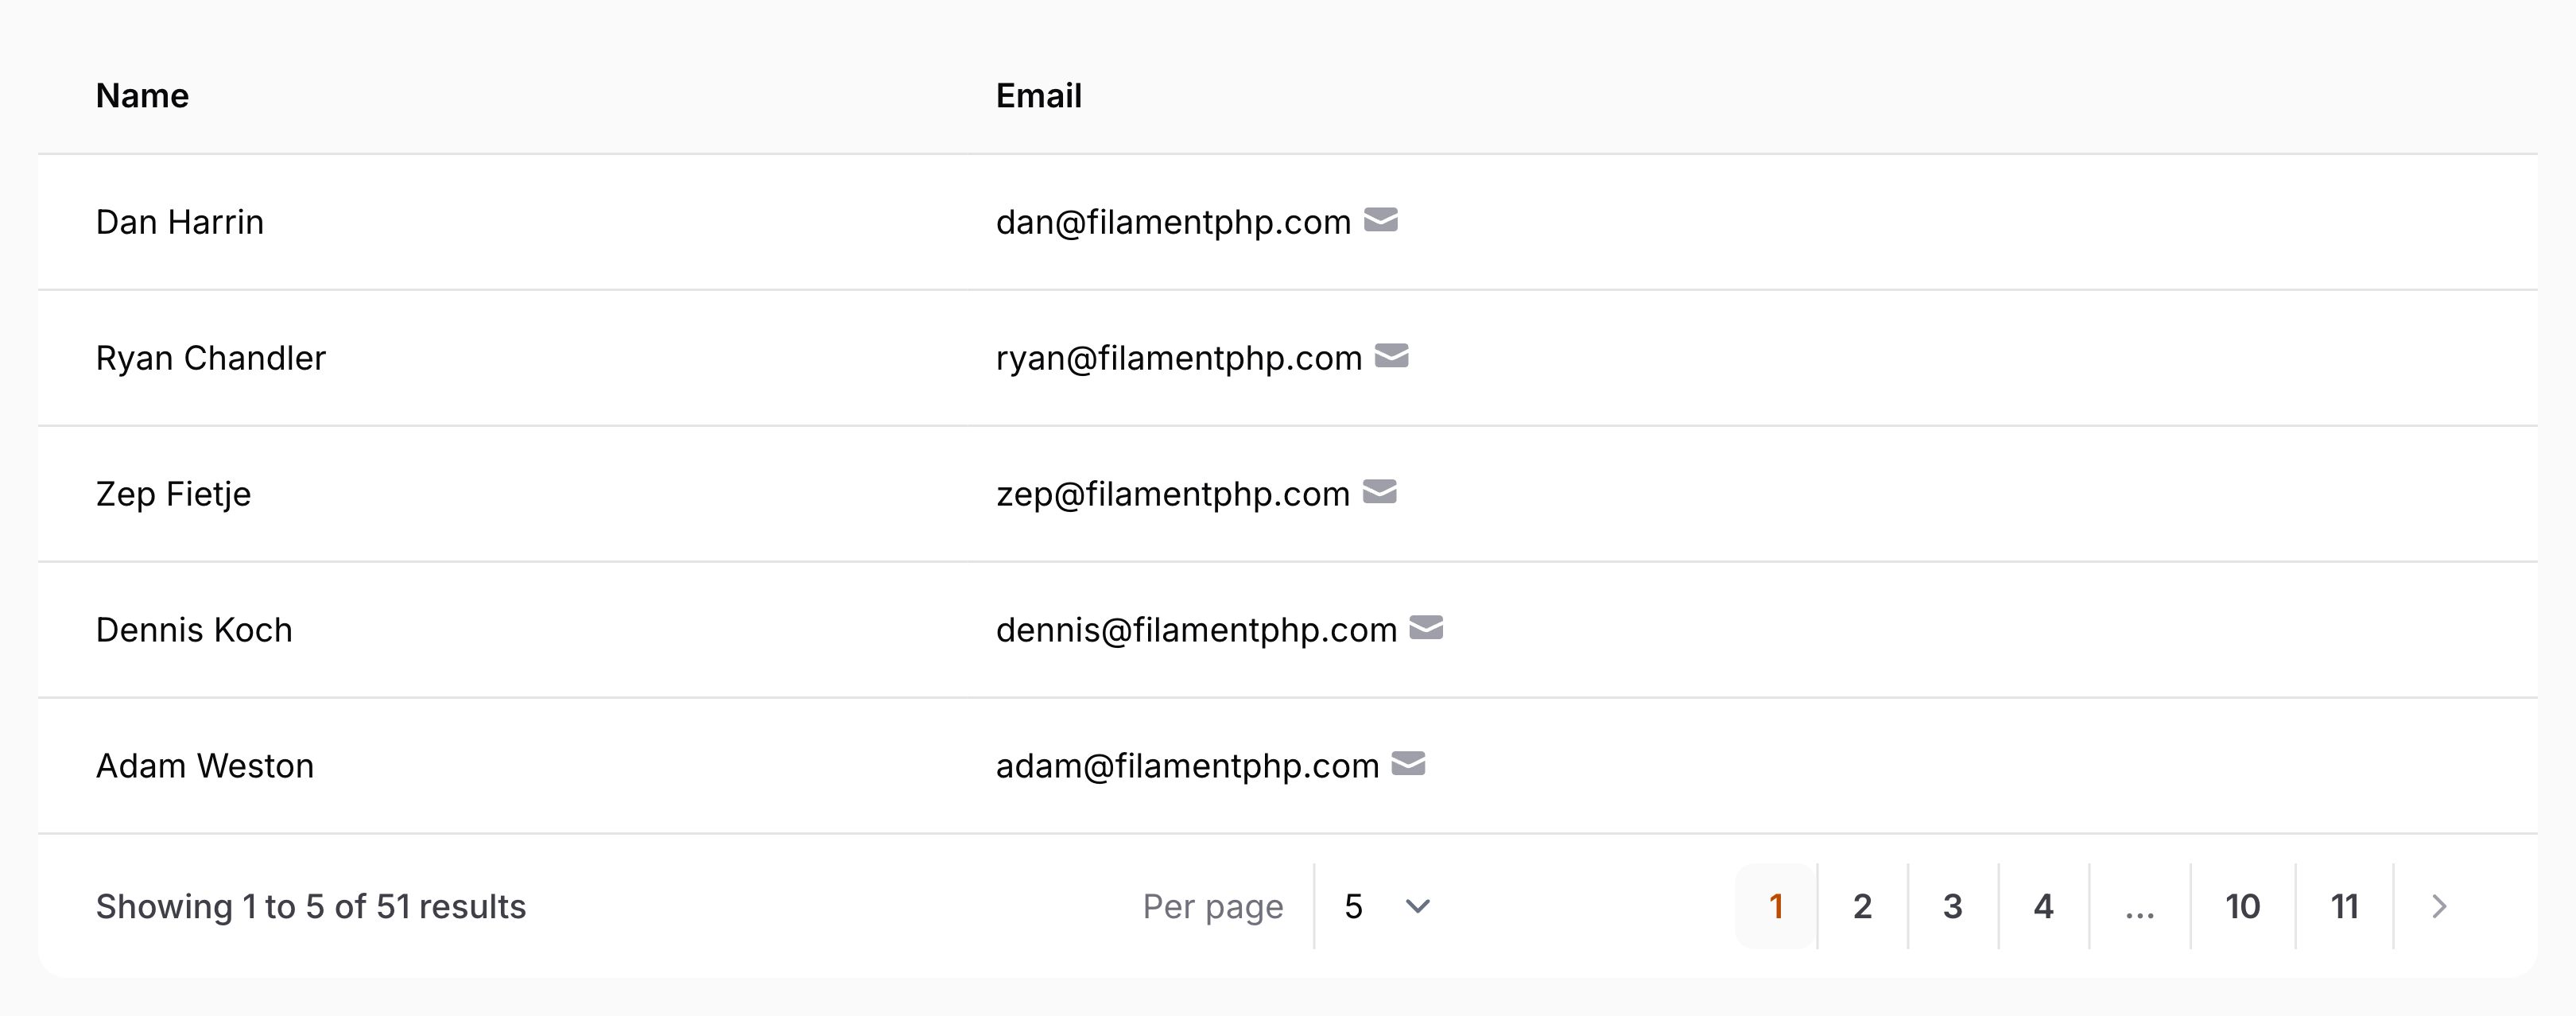 Name Email
Dan Harrin dan@filamentphp.com
Ryan Chandler ryan@filamentphp.com
Zep Fietje zep@filamentphp.com
Dennis Koch dennis@filamentphp.com
Adam Weston adam@filamentphp.com
Showing 1 to 5 of 51 results Per page 5 1 2 3 4 ... 10 11